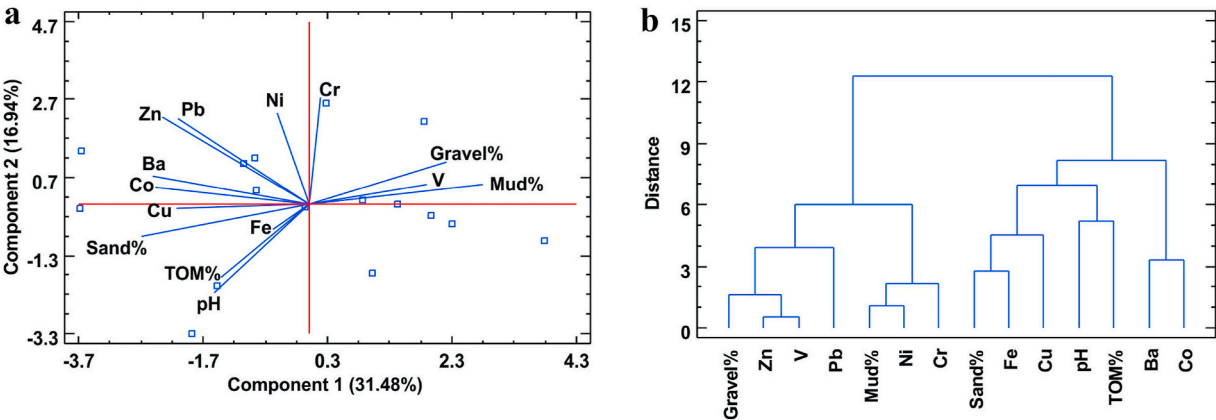 a
4.7
2.7
0.7
-1.3
-3.3
Component 2 (16.94%)
Zn
Pb
Ni
Cr
Gravel%
Ba
V
Mud%
Co
Cu
Fe
Sand%
TOM%
pH
-3.7
-1.7
0.3
2.3
4.3
Component 1 (31.48%)
b
15
12
9
6
3
0
Distance
Gravel%
Zn
V
Pb
Mud%
Ni
Cr
Sand%
Fe
Cu
pH
TOM%
Ba
Co